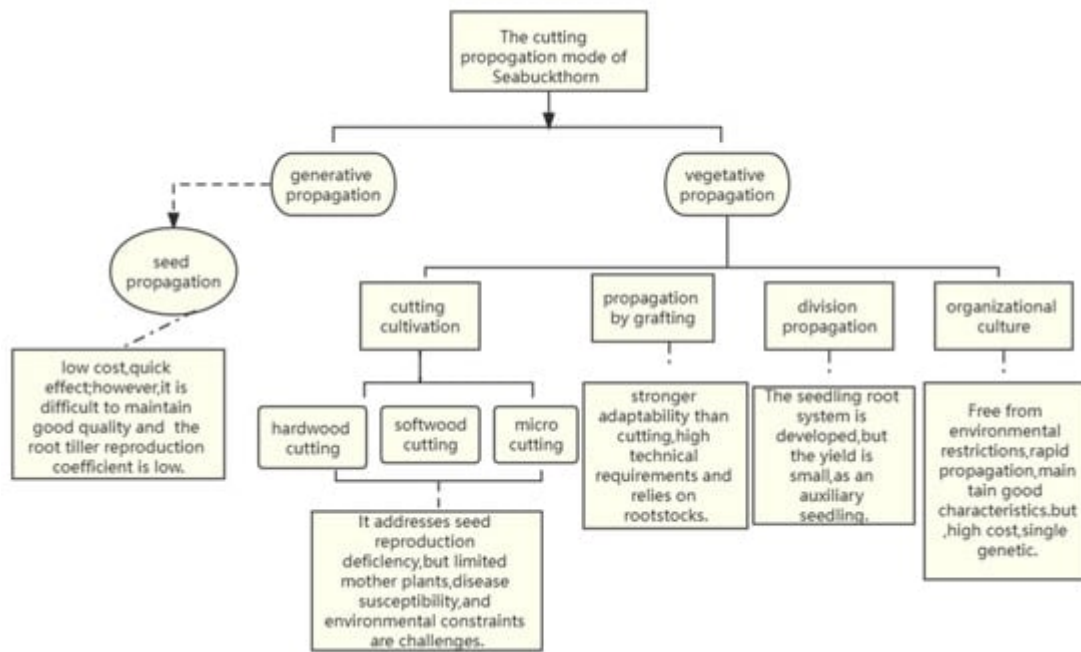 The cutting
propogation mode of
Seabuckthorn
generative
propagation
vegetative
propagation
seed
propagation
cutting
cultivation
propagation
by grafting
division
propagation
organizational
culture
low cost,quick
effect;however,it is
difficult to maintain
good quality and the
root tiller reproduction
coefficient is low.
hardwood
cutting
softwood
cutting
micro
cutting
stronger
adaptability than
cutting,high
technical
requirements and
relies on
rootstocks.
The seedling root
system is
developed,but
the yield is
small,as an
auxiliary
seedling.
Free from
environmental
restrictions,rapid
propagation,main
tain good
characteristics.but
,high cost,single
genetic.
It addresses seed
reproduction
deficiency,but limited
mother plants,disease
susceptibility,and
environmental constraints
are challenges.